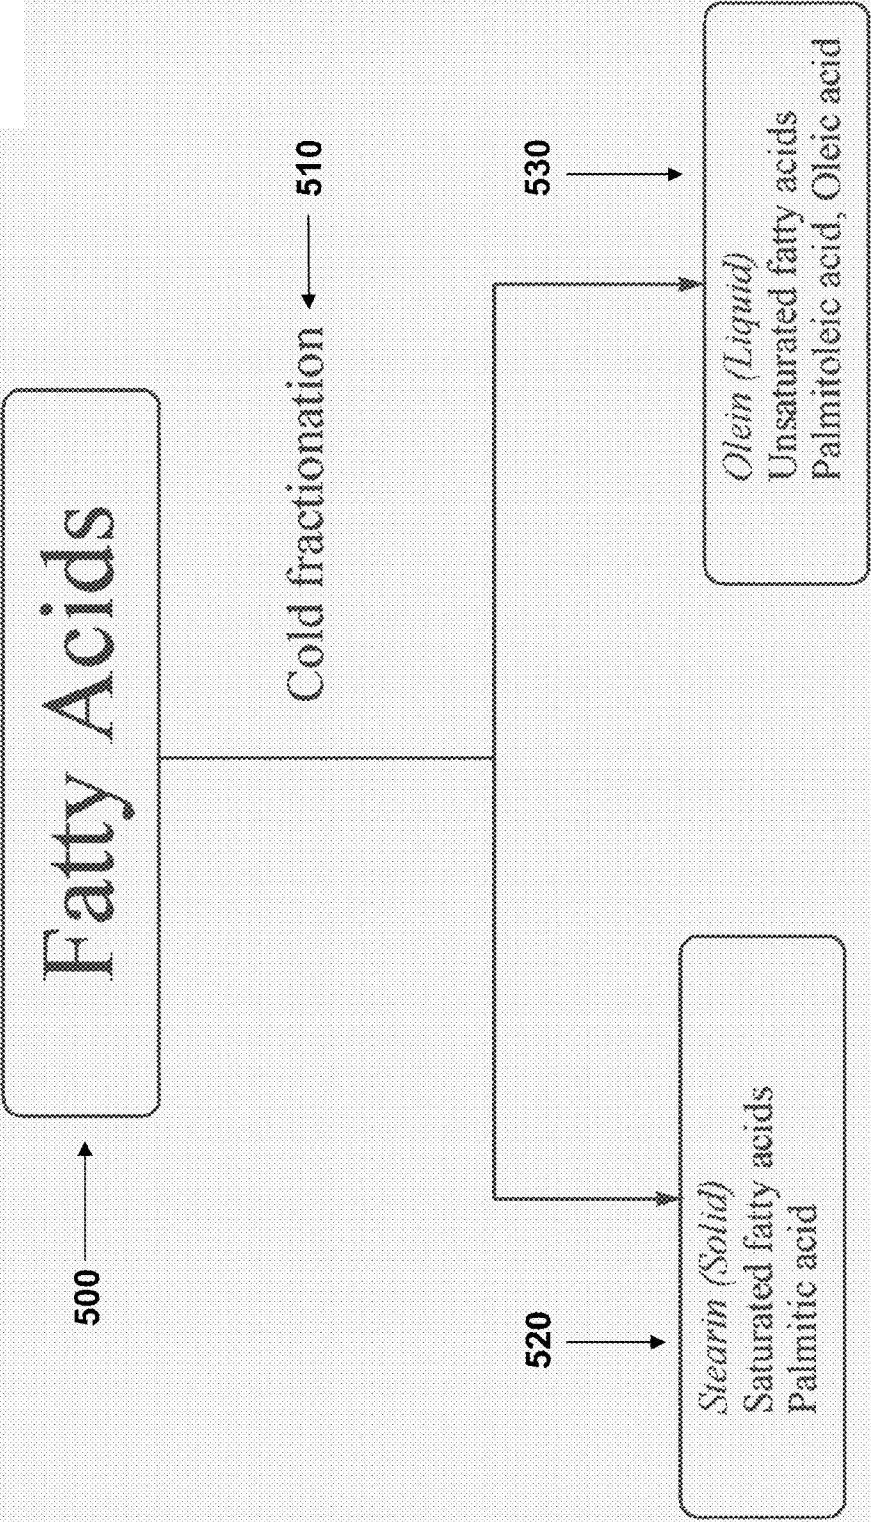 500
Fatty Acids
Cold fractionation
510
520
Stearin (Solid)
Saturated fatty acids
Palmitic acid
530
Olein (Liquid)
Unsaturated fatty acids
Palmitoleic acid, Oleic acid